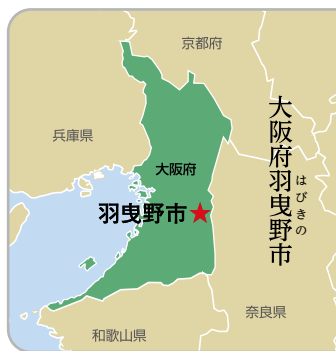 京都府
兵庫県
大阪府
羽曳野市
大阪府羽曳野市
はびきの
奈良県
和歌山県